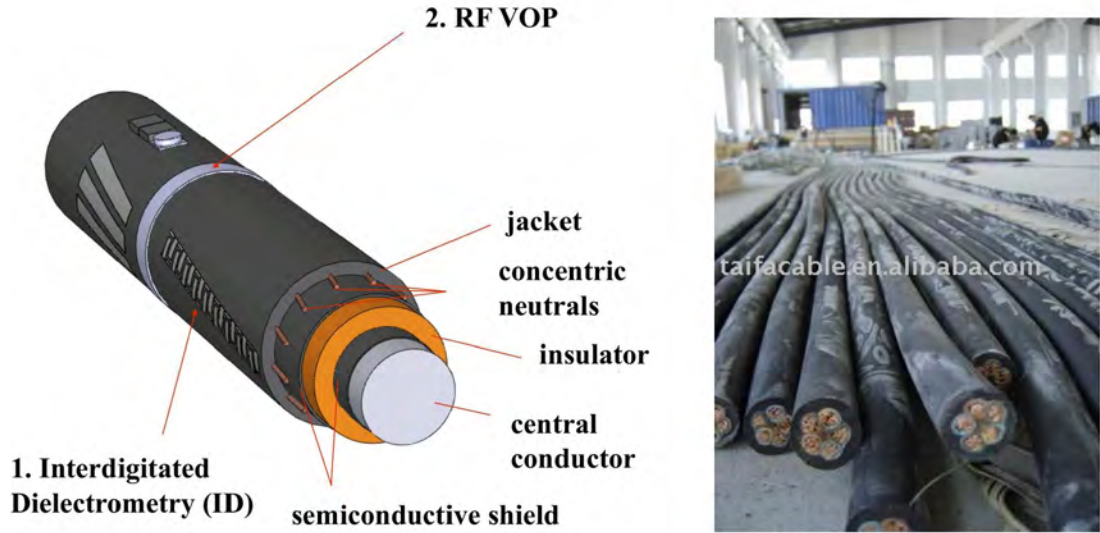 2. RF VOP
jacket
concentric
neutrals
insulator
central
conductor
1. Interdigitated
Dielectrometry (ID)
semiconductive shield
taifacable.en.alibaba.com